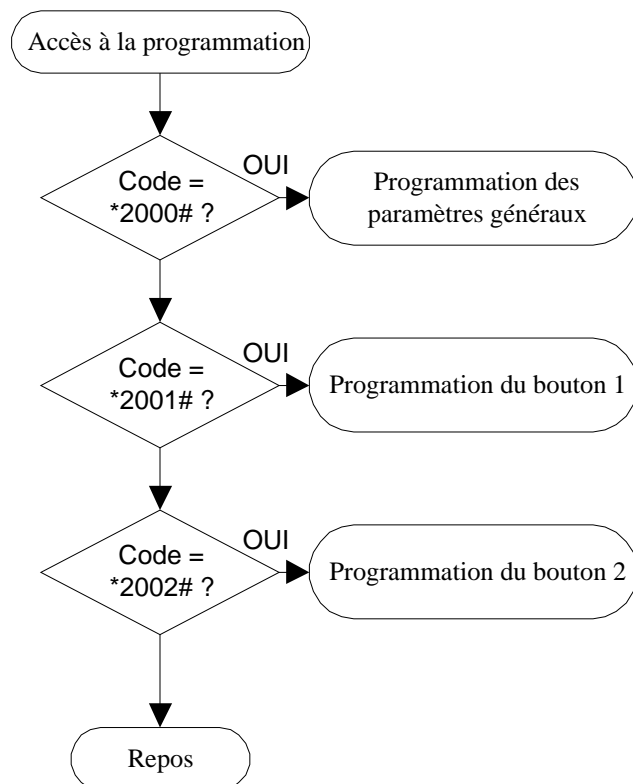 Accès à la programmation
OUI
Code =
*2000# ?
Programmation des
paramètres généraux
OUI
Code =
*2001# ?
Programmation du bouton 1
OUI
Code =
*2002# ?
Programmation du bouton 2
Repos